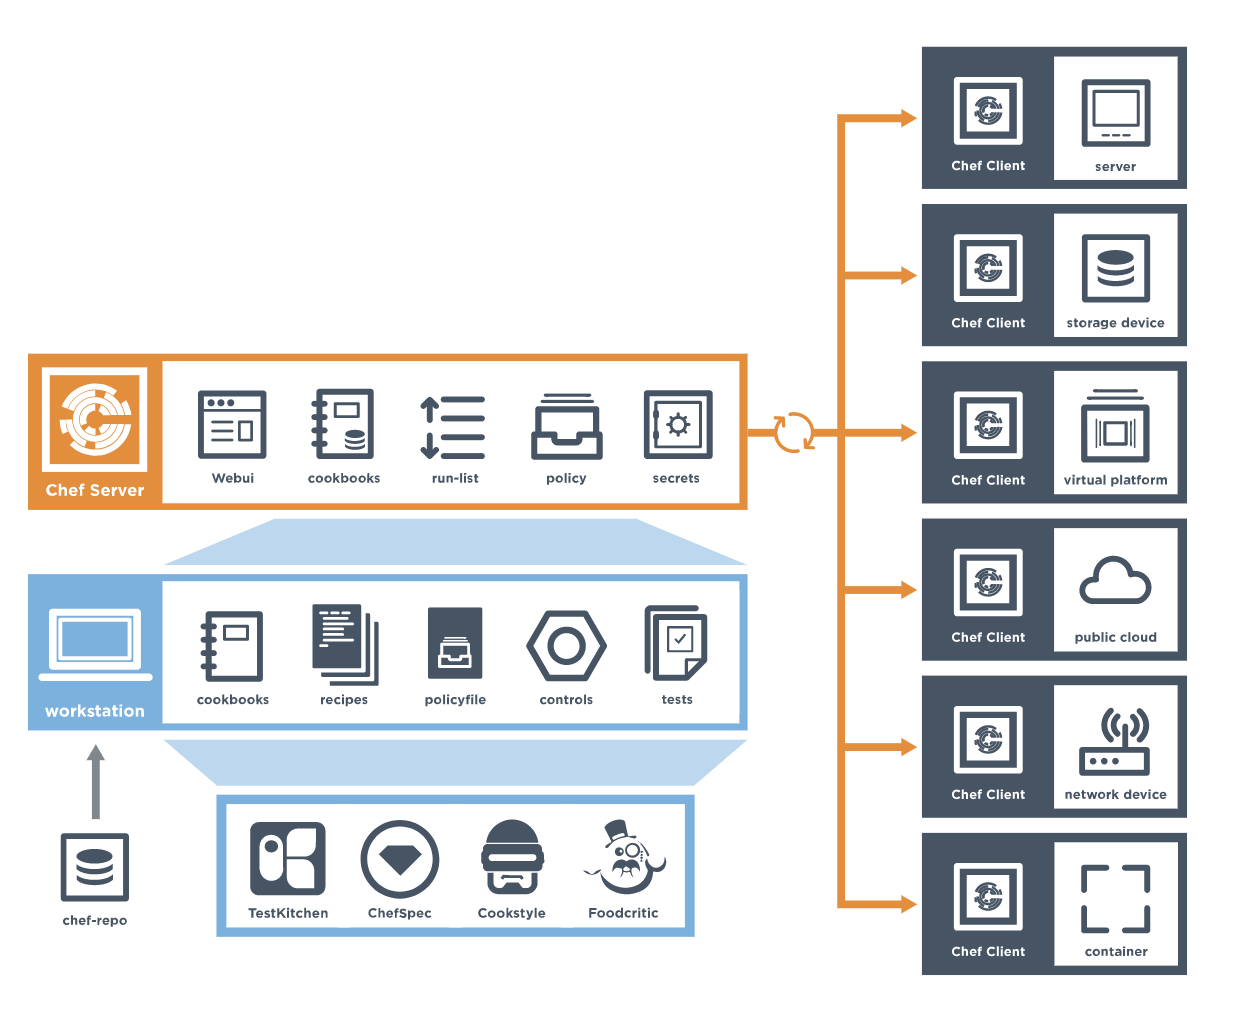 Chef Client
server
Chef Client
storage device
Chef Server
Webui
cookbooks
run-list
policy
secrets
Chef Client
virtual platform
workstation
cookbooks
recipes
policyfile
controls
tests
Chef Client
public cloud
Chef Client
network device
chef-repo
TestKitchen
ChefSpec
Cookstyle
Foodcritic
Chef Client
container